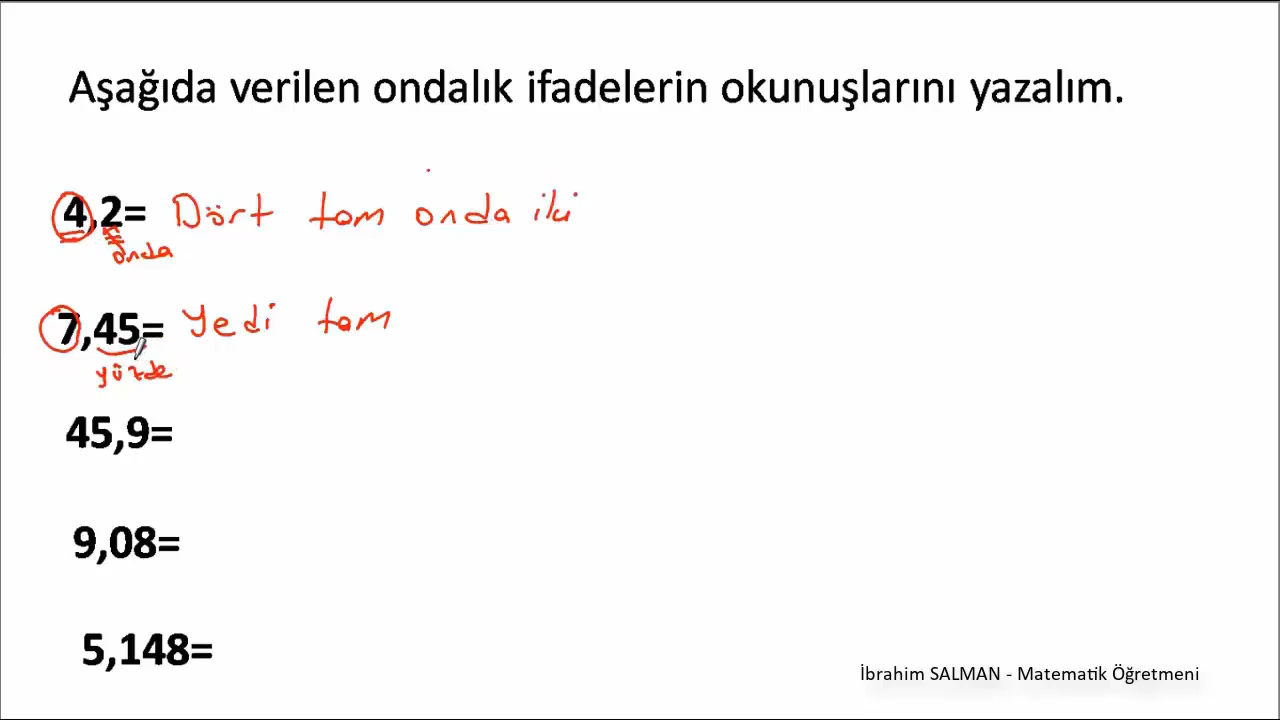 Aşağıda verilen ondalık ifadelerin okunuşlarını yazalım.
4,2= Dört tam onda iki
onda
7,45= Yedi tam
yüzde
45,9=
9,08=
5,148=
İbrahim SALMAN - Matematik Öğretmeni